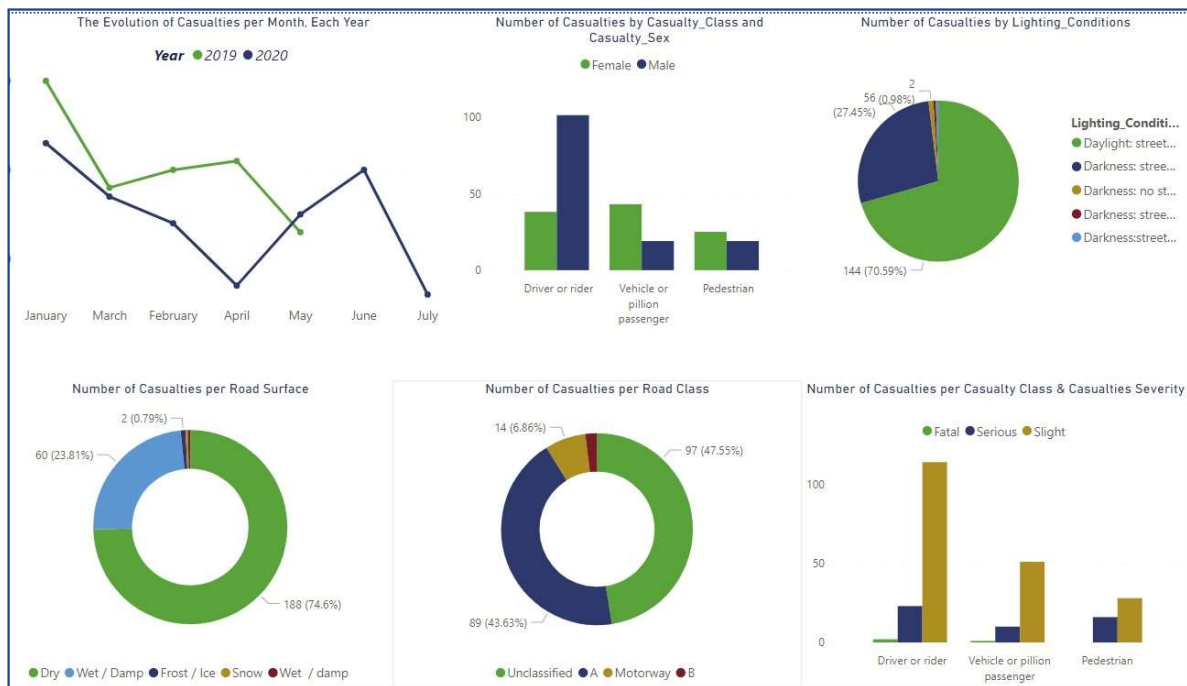 The Evolution of Casualties per Month, Each Year
Year 2019 2020
January March February April May June July
Number of Casualties by Casualty_Class and
Casualty_Sex
Female Male
100
50
0
Driver or rider
Vehicle or
pillion
passenger
Pedestrian
Number of Casualties by Lighting_Conditions
2
56 (0.98%)
(27.45%)
144 (70.59%)
Lighting_Conditi...
Daylight: street...
Darkness: stree...
Darkness: no st...
Darkness: stree...
Darkness:street...
Number of Casualties per Road Surface
2 (0.79%)
60 (23.81%)
188 (74.6%)
Dry Wet / Damp Frost / Ice Snow Wet / damp
Number of Casualties per Road Class
14 (6.86%)
97 (47.55%)
89 (43.63%)
Unclassified A Motorway B
Number of Casualties per Casualty Class & Casualties Severity
Fatal Serious Slight
100
50
0
Driver or rider
Vehicle or pillion
passenger
Pedestrian